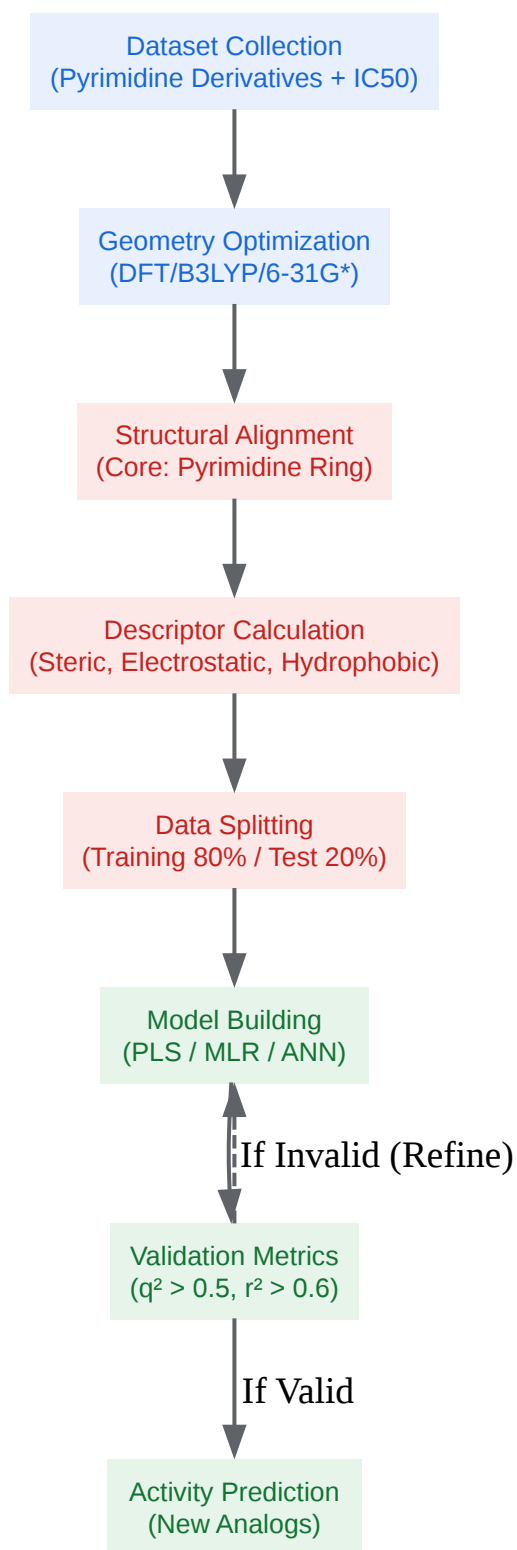 Dataset Collection
(Pyrimidine Derivatives + IC50)
Geometry Optimization
(DFT/B3LYP/6-31G*)
Structural Alignment
(Core: Pyrimidine Ring)
Descriptor Calculation
(Steric, Electrostatic, Hydrophobic)
Data Splitting
(Training 80% / Test 20%)
Model Building
(PLS / MLR / ANN)
If Invalid (Refine)
Validation Metrics
(q² > 0.5, r² > 0.6)
If Valid
Activity Prediction
(New Analogs)